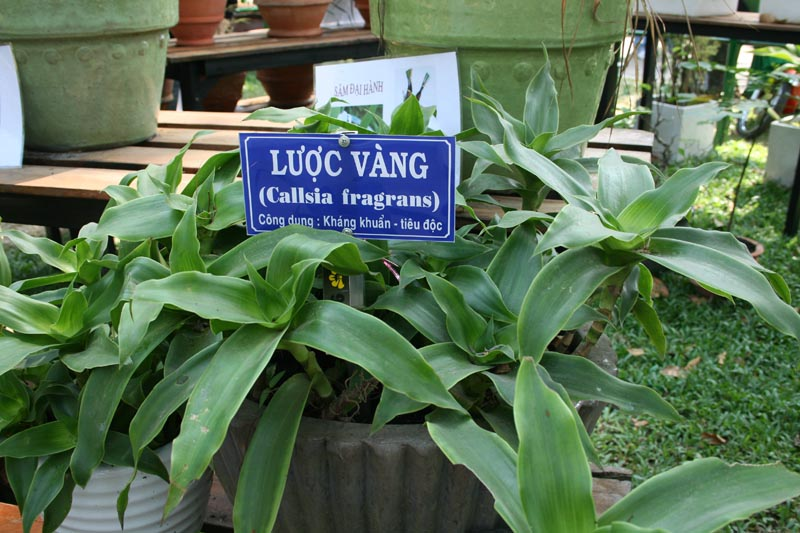 SÂM ĐẠI HÀNH
LƯỢC VÀNG
(Callsia fragrans)
Công dụng : Kháng khuẩn - tiêu độc